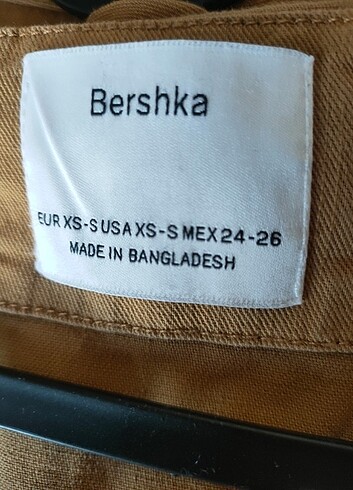 Bershka
EUR XS-S USA XS-S MEX 24-26
MADE IN BANGLADESH